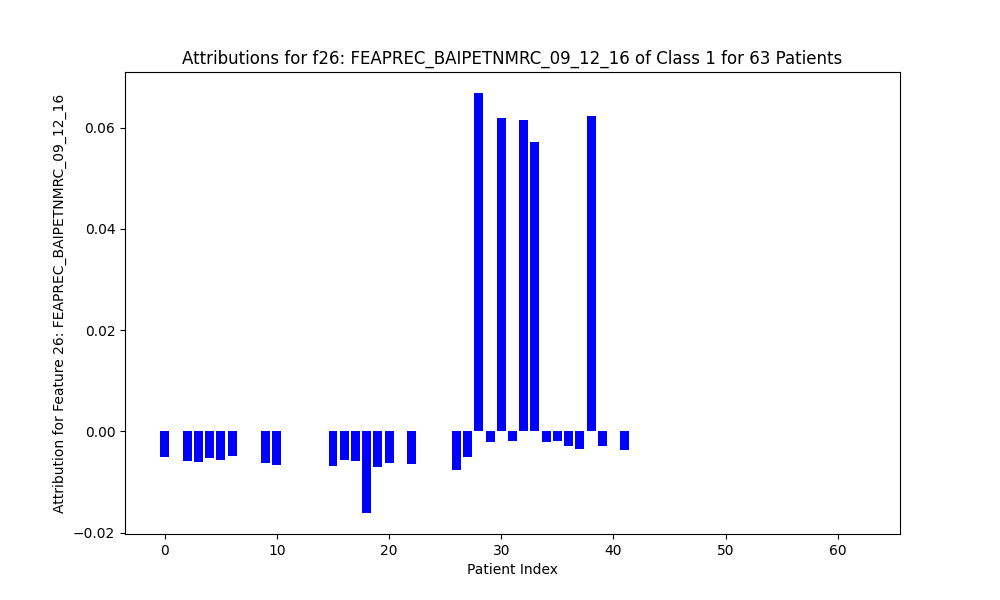 Attributions for f26: FEAPREC_BAIPETNMRC_09_12_16 of Class 1 for 63 Patients
Attribution for Feature 26: FEAPREC_BAIPETNMRC_09_12_16
0.06
0.04
0.02
0.00
−0.02
0 10 20 30 40 50 60
Patient Index